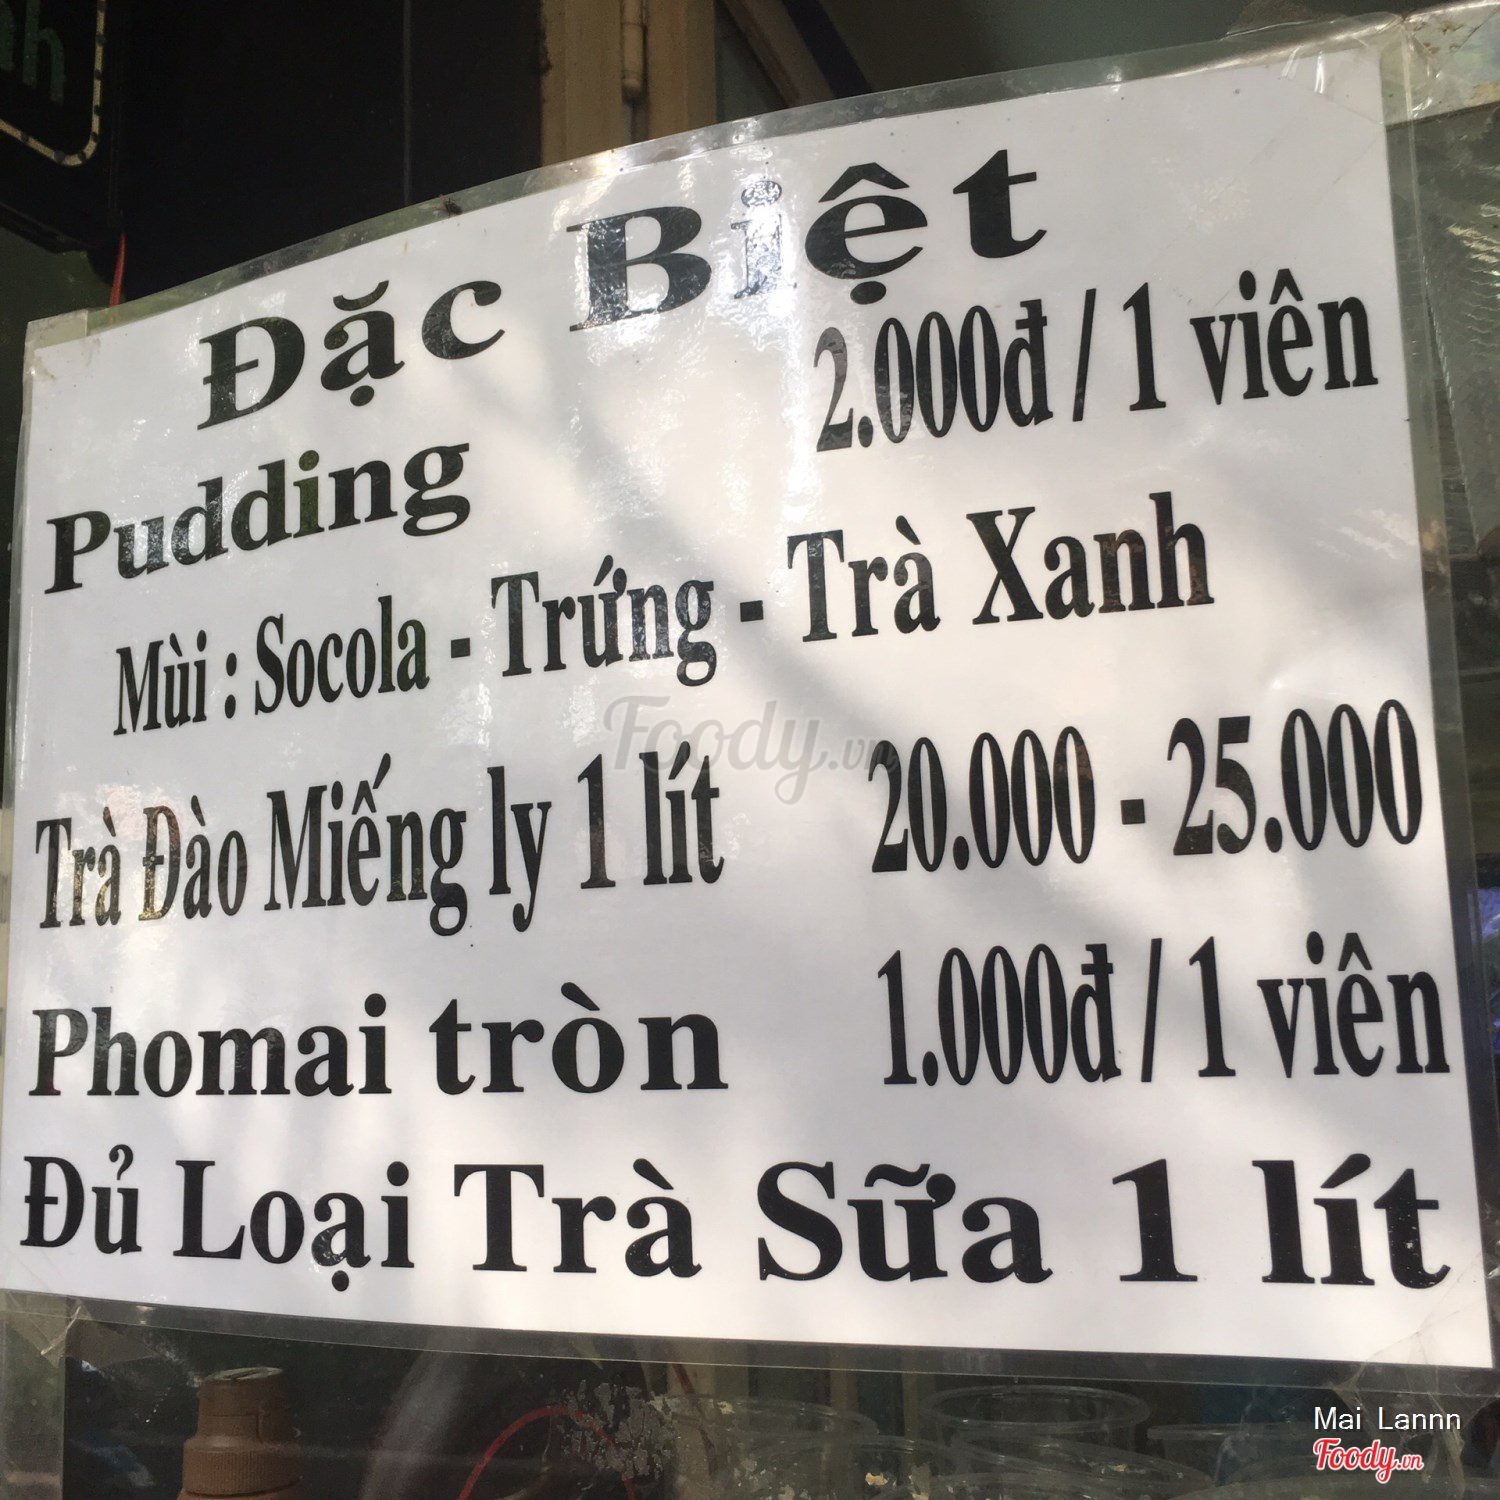 Đặc Biệt
Pudding 2.000đ / 1 viên
Mùi : Socola - Trứng - Trà Xanh
Trà Đào Miếng ly 1 lít 20.000 - 25.000
Phomai tròn 1.000đ / 1 viên
Đủ Loại Trà Sữa 1 lít
Foody.vn
Mai Lannn
Foody.vn